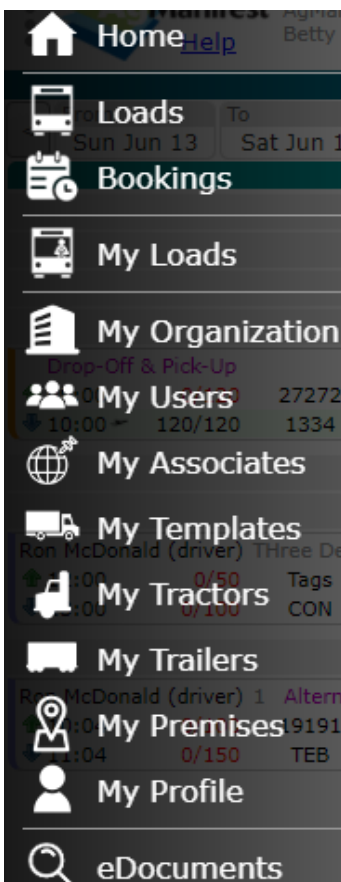 Manifest
Betty
Home
Help
Loads
To
Sun Jun 13 Sat Jun 1
Bookings
My Loads
My Organization
Drop-Off & Pick-Up
My Users
27272
10:00 120/120 1334
My Associates
My Templates
Ron McDonald (driver) THree De
0/50 Tags
My Tractors
0/100 CON
My Trailers
McDonald (driver) 1 Altern
My Premises
19191
11:04 0/150 TEB
My Profile
eDocuments